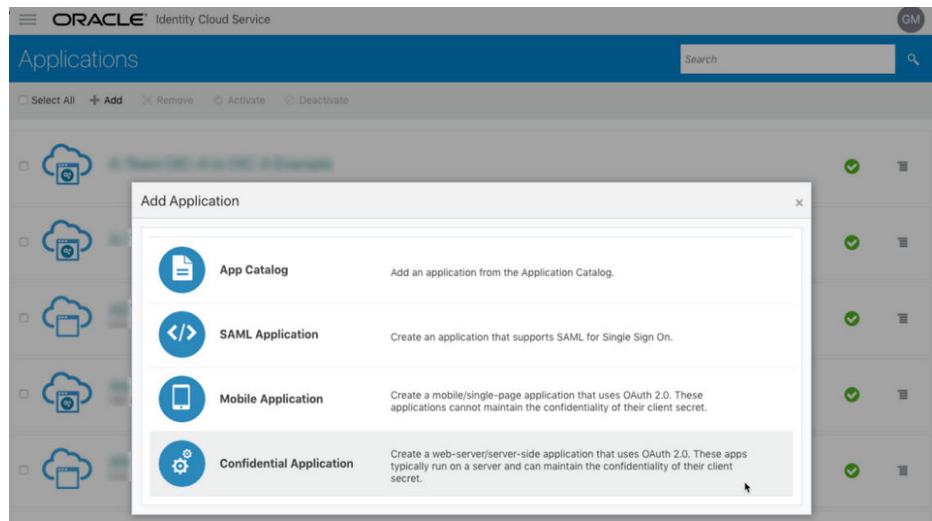 ORACLE® Identity Cloud Service
GM
Applications
Search
Select All Add Remove Activate Deactivate
Add Application
App Catalog
Add an application from the Application Catalog.
SAML Application
Create an application that supports SAML for Single Sign On.
Mobile Application
Create a mobile/single-page application that uses OAuth 2.0. These
applications cannot maintain the confidentiality of their client secret.
Confidential Application
Create a web-server/server-side application that uses OAuth 2.0. These apps
typically run on a server and can maintain the confidentiality of their client
secret.